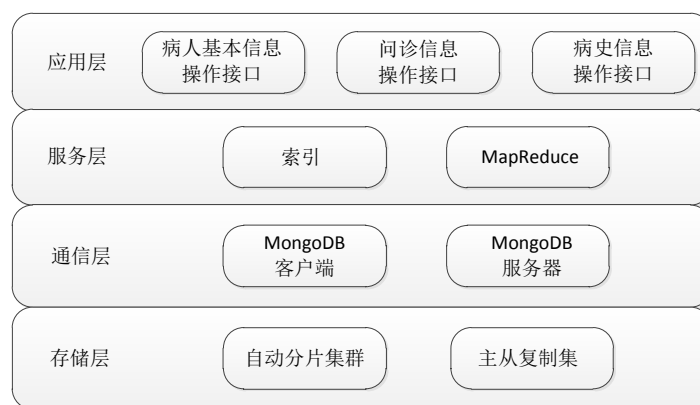 应用层
病人基本信息
操作接口
问诊信息
操作接口
病史信息
操作接口
服务层
索引
MapReduce
通信层
MongoDB
客户端
MongoDB
服务器
存储层
自动分片集群
主从复制集